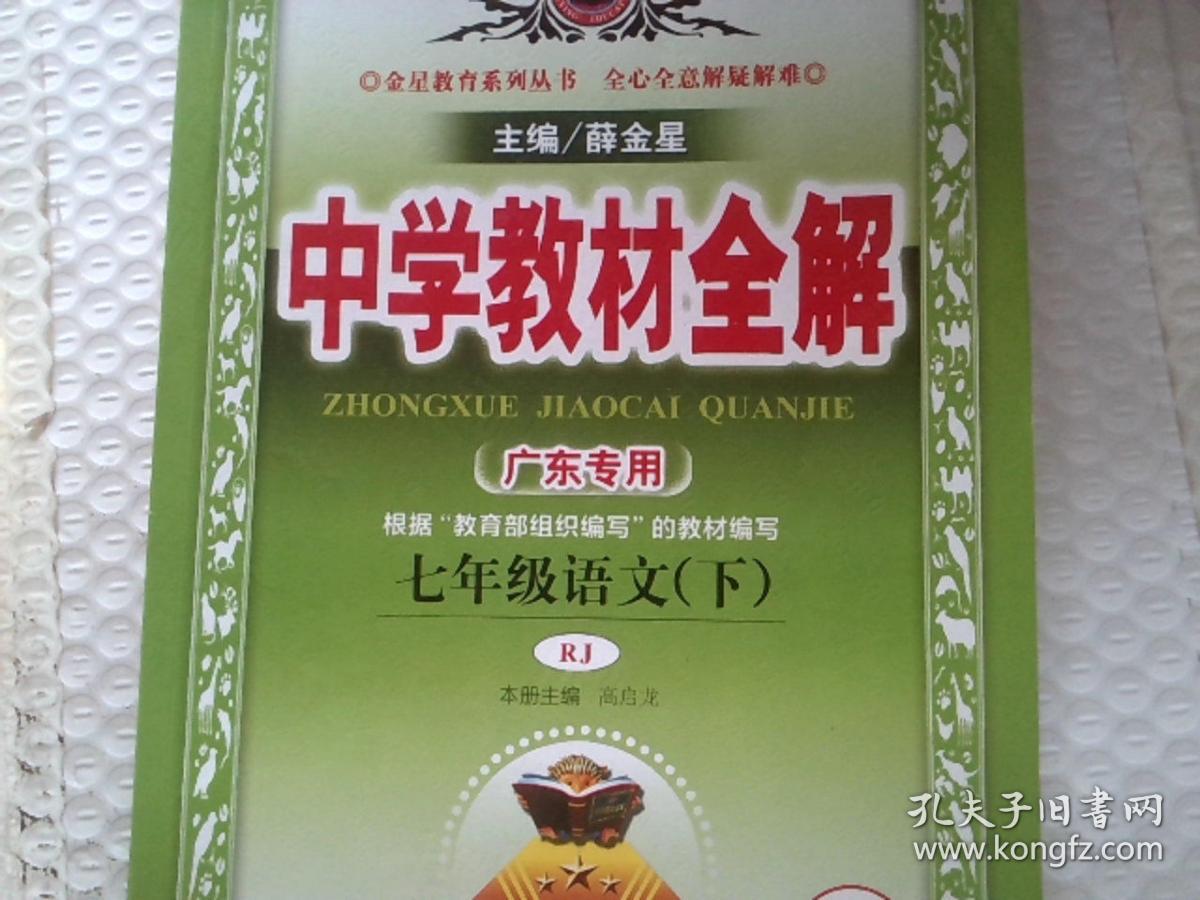 ◎金星教育系列丛书 全心全意解疑解难◎
主编/薛金星
中学教材全解
ZHONGXUE JIAOCAI QUANJIE
广东专用
根据“教育部组织编写”的教材编写
七年级语文(下)
RJ
本册主编 高启龙
孔夫子旧书网
www.kongfz.com